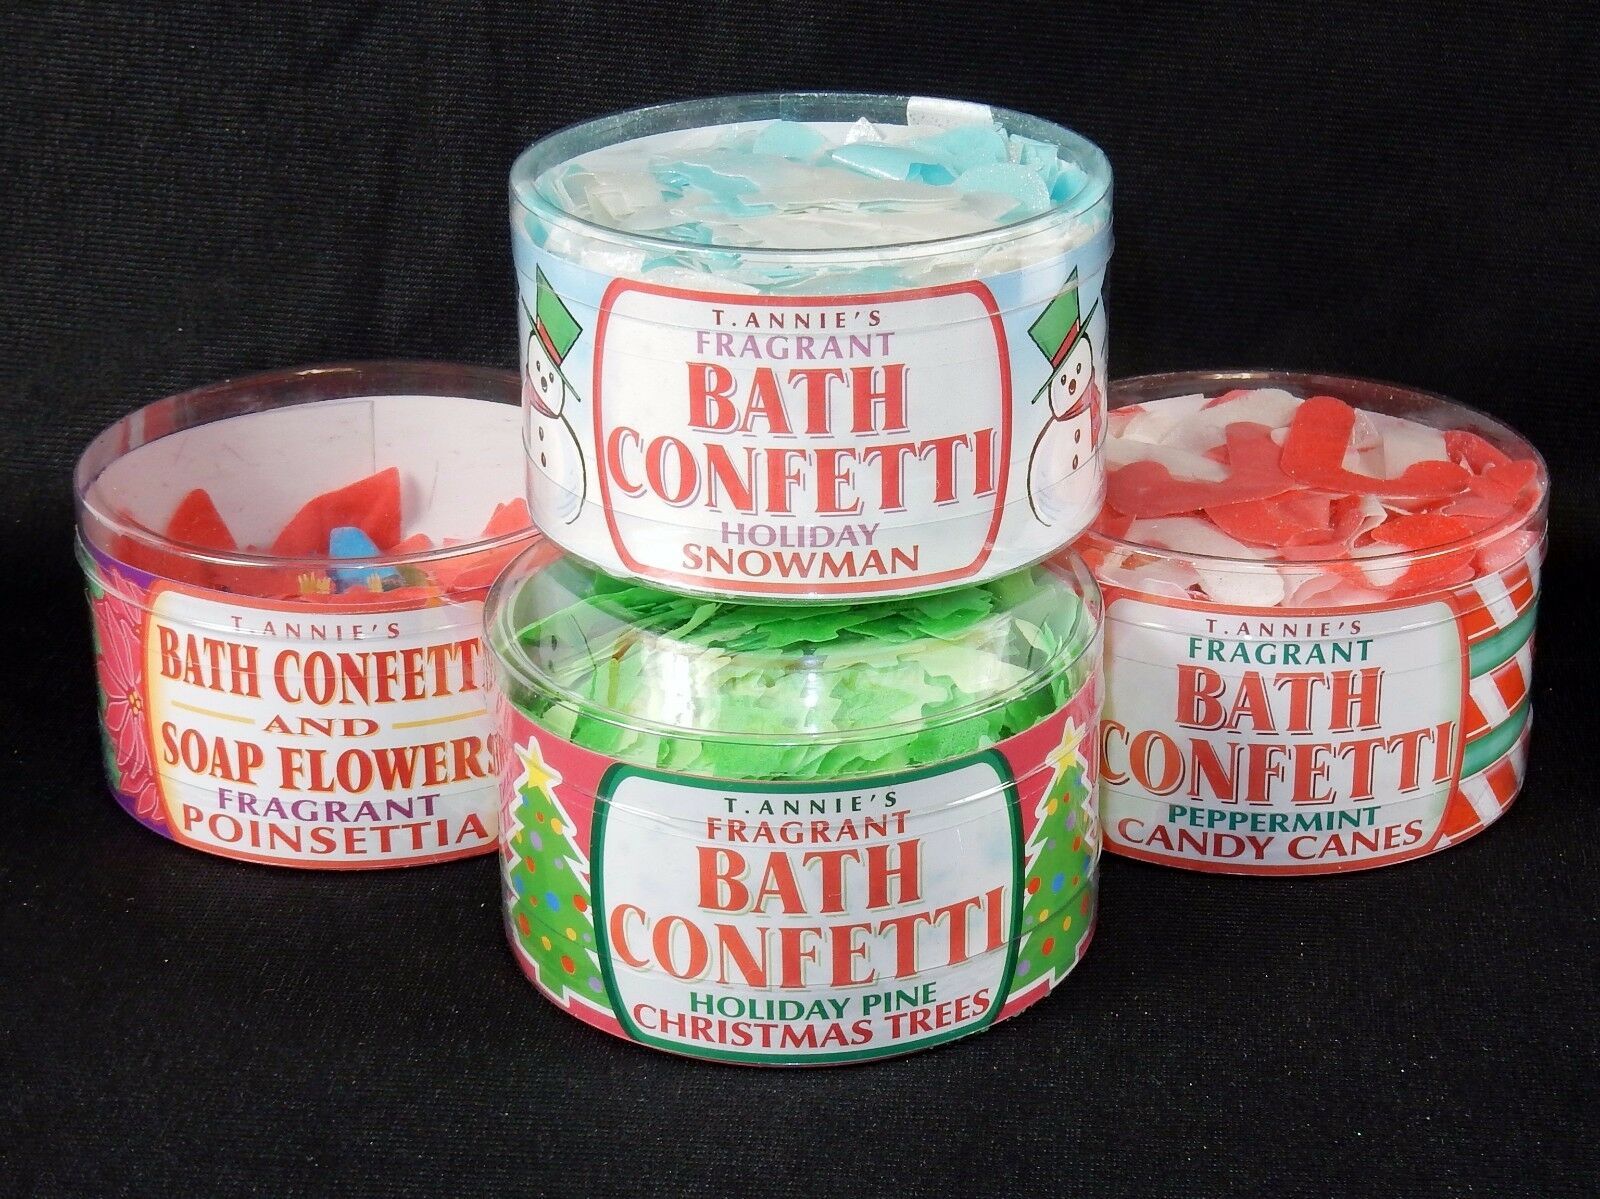 T. ANNIE'S
FRAGRANT
BATH
CONFETTI
HOLIDAY
SNOWMAN
T. ANNIE'S
BATH CONFETTI
AND
SOAP FLOWERS
FRAGRANT
POINSETTIA
T. ANNIE'S
FRAGRANT
BATH
CONFETTI
HOLIDAY PINE
CHRISTMAS TREES
T. ANNIE'S
FRAGRANT
BATH
CONFETTI
PEPPERMINT
CANDY CANES